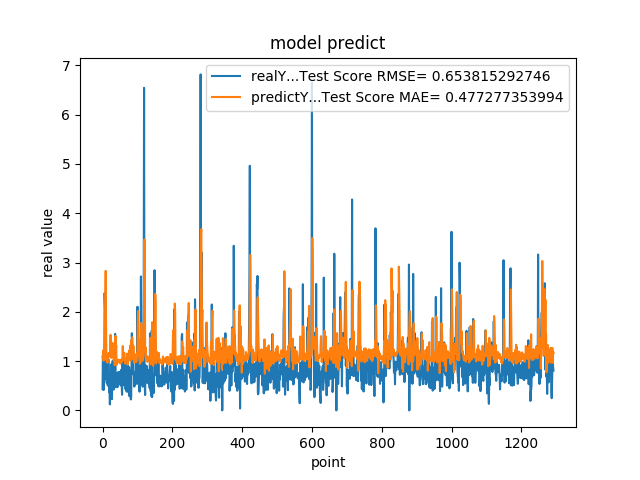 model predict
realY...Test Score RMSE= 0.653815292746
predictY...Test Score MAE= 0.477277353994
7
6
5
4
3
2
1
0
real value
0 200 400 600 800 1000 1200
point